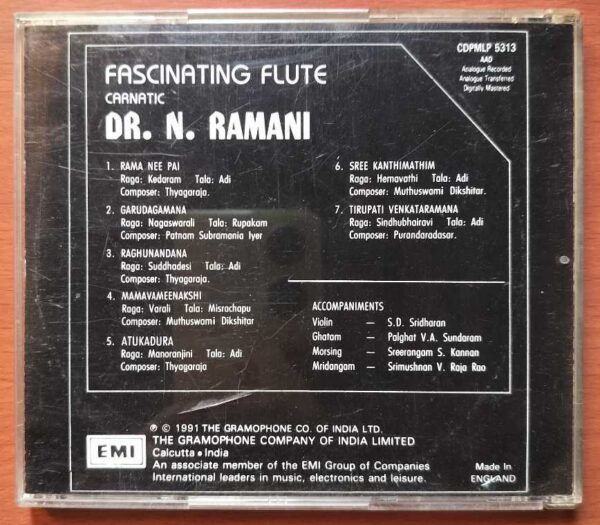 CDPMLP 5313
AAD
Analogue Recorded
Analogue Transferred
Digitally Mastered
FASCINATING FLUTE
CARNATIC
DR. N. RAMANI
1. RAMA NEE PAI
Raga: Kedaram Tala: Adi
Composer: Thyagaraja.
2. GARUDAGAMANA
Raga: Nagaswarali Tala: Rupakam
Composer: Patnam Subramania Iyer
3. RAGHUNANDANA
Raga: Suddhadesi Tala: Adi
Composer: Thyagaraja.
4. MAMAVAMEENAKSHI
Raga: Varali Tala: Misrachapu
Composer: Muthuswami Dikshitar
5. ATUKADURA
Raga: Manoranjini Tala: Adi
Composer: Thyagaraja
6. SREE KANTHIMATHIM
Raga: Hemavathi Tala: Adi
Composer: Muthuswami Dikshitar.
7. TIRUPATI VENKATARAMANA
Raga: Sindhubhairavi Tala: Adi
Composer: Purandaradasar.
ACCOMPANIMENTS
Violin — S.D. Sridharan
Ghatam — Palghat V.A. Sundaram
Morsing — Sreerangam S. Kannan
Mridangam — Srimushnan V. Raja Rao
℗ © 1991 THE GRAMOPHONE CO. OF INDIA LTD.
THE GRAMOPHONE COMPANY OF INDIA LIMITED
Calcutta • India
An associate member of the EMI Group of Companies
International leaders in music, electronics and leisure.
EMI
Made In
ENGLAND